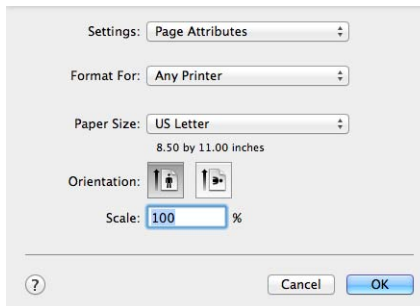 Settings: Page Attributes
Format For: Any Printer
Paper Size: US Letter
8.50 by 11.00 inches
Orientation:
Scale: 100 %
? Cancel OK